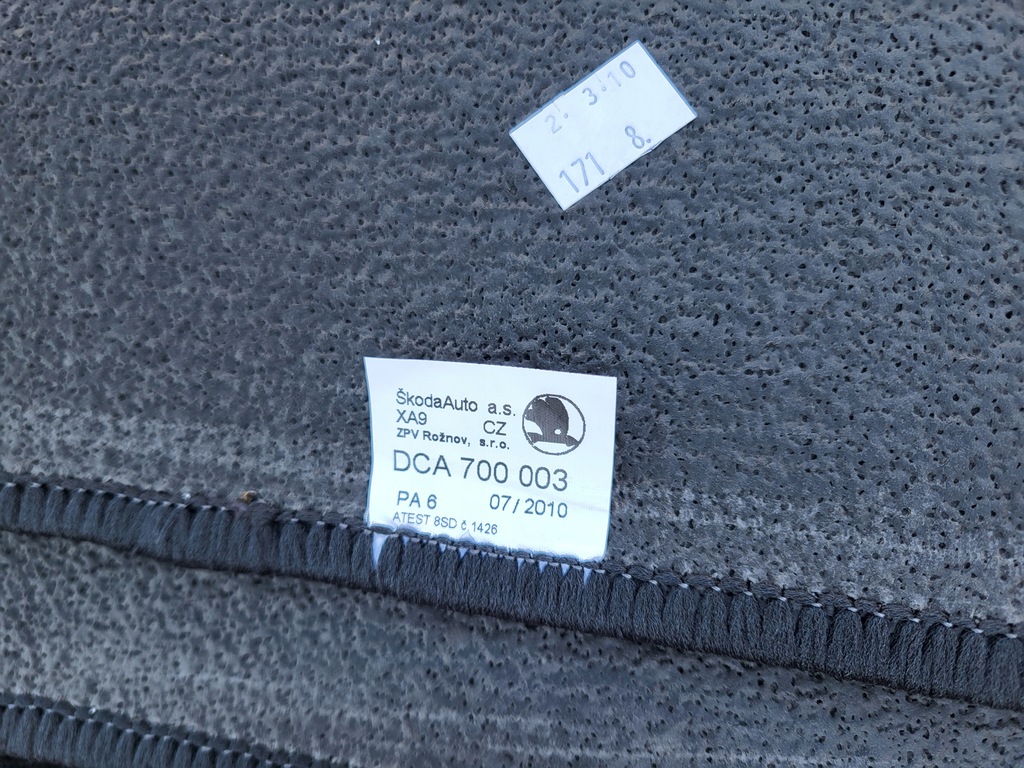 2. 3.10
171 8.
ŠkodaAuto a.s.
XA9 CZ
ZPV Rožnov, s.r.o.
DCA 700 003
PA 6 07/2010
ATEST 8SD č.1426